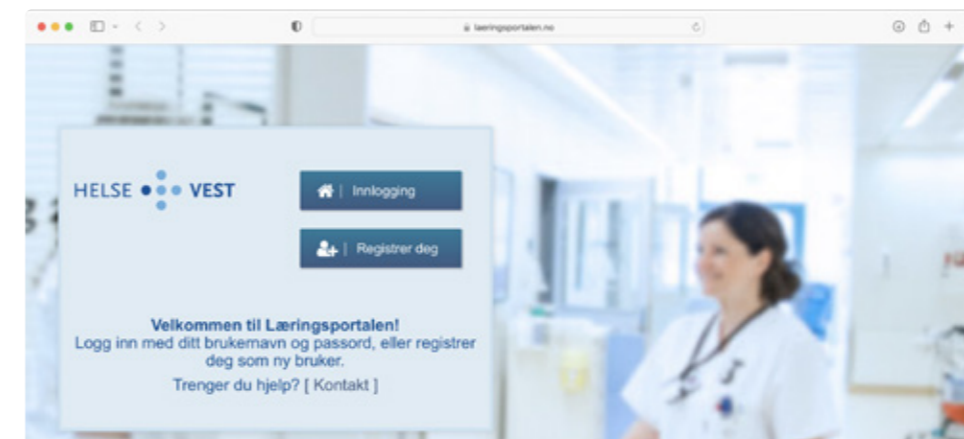 laeringsportalen.no
HELSE VEST
Innlogging
Registrer deg
Velkommen til Læringsportalen!
Logg inn med ditt brukernavn og passord, eller registrer
deg som ny bruker.
Trenger du hjelp? [ Kontakt ]